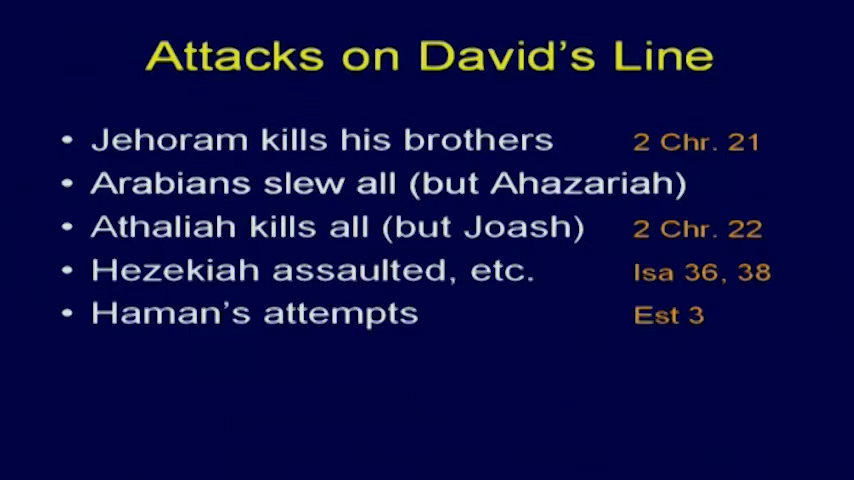 Attacks on David's Line
• Jehoram kills his brothers 2 Chr. 21
• Arabians slew all (but Ahazariah)
• Athaliah kills all (but Joash) 2 Chr. 22
• Hezekiah assaulted, etc. Isa 36, 38
• Haman's attempts Est 3